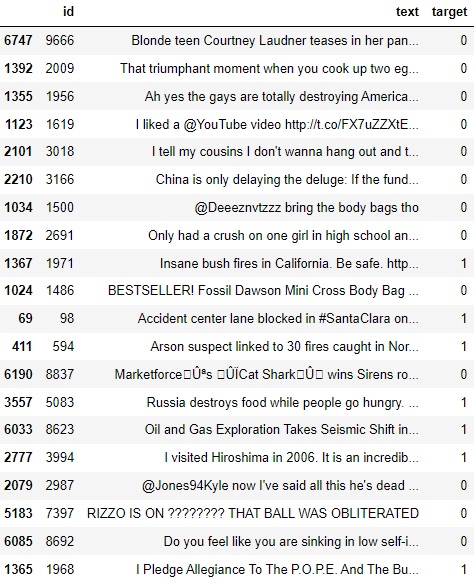 id text target
6747 9666 Blonde teen Courtney Laudner teases in her pan... 0
1392 2009 That triumphant moment when you cook up two eg... 0
1355 1956 Ah yes the gays are totally destroying America... 0
1123 1619 I liked a @YouTube video http://t.co/FX7uZZXtE... 0
2101 3018 I tell my cousins I don't wanna hang out and t... 0
2210 3166 China is only delaying the deluge: If the fund... 0
1034 1500 @Deeeznvtzzz bring the body bags tho 0
1872 2691 Only had a crush on one girl in high school an... 0
1367 1971 Insane bush fires in California. Be safe. http... 1
1024 1486 BESTSELLER! Fossil Dawson Mini Cross Body Bag ... 0
69 98 Accident center lane blocked in #SantaClara on... 1
411 594 Arson suspect linked to 30 fires caught in Nor... 1
6190 8837 Marketforce Ûªs ÛÏCat Shark Û wins Sirens ro... 0
3557 5083 Russia destroys food while people go hungry. ... 1
6033 8623 Oil and Gas Exploration Takes Seismic Shift in... 1
2777 3994 I visited Hiroshima in 2006. It is an incredib... 1
2079 2987 @Jones94Kyle now I've said all this he's dead ... 0
5183 7397 RIZZO IS ON ???????? THAT BALL WAS OBLITERATED 0
6085 8692 Do you feel like you are sinking in low self-i... 0
1365 1968 I Pledge Allegiance To The P.O.P.E. And The Bu... 1